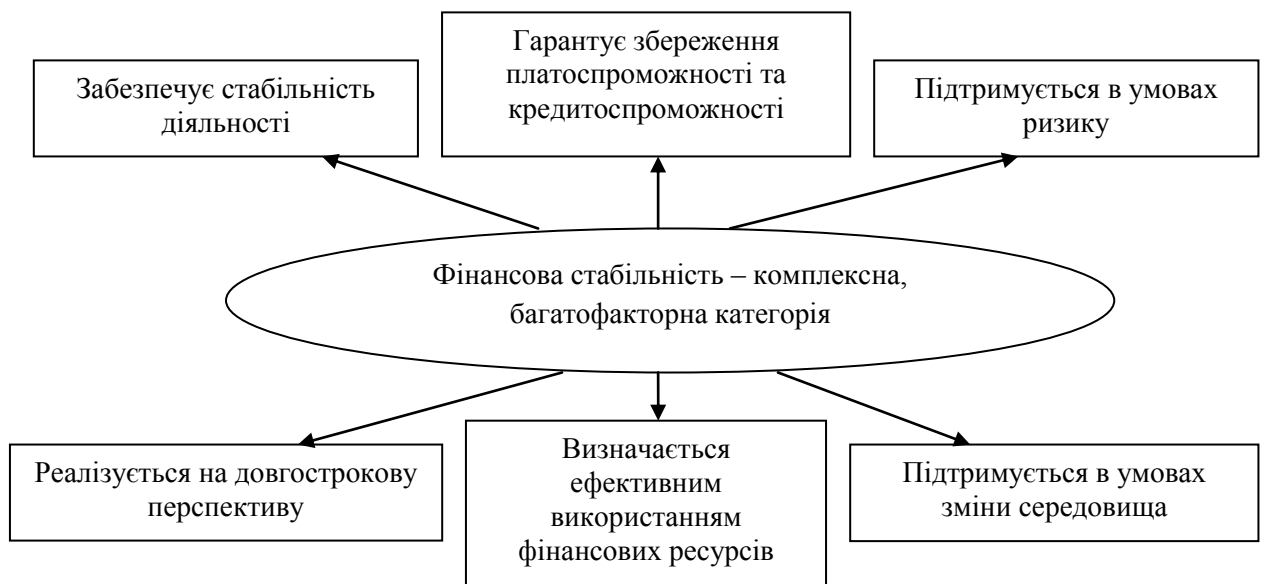 Забезпечує стабільність
діяльності
Гарантує збереження
платоспроможності та
кредитоспроможності
Підтримується в умовах
ризику
Фінансова стабільність – комплексна,
багатофакторна категорія
Реалізується на довгострокову
перспективу
Визначається
ефективним
використанням
фінансових ресурсів
Підтримується в умовах
зміни середовища